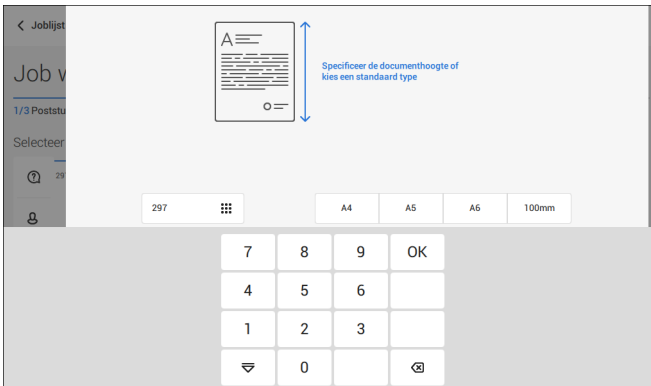 Joblijst
Job w
1/3 Poststu
Selecteer
297
A
Specificeer de documenthoogte of
kies een standaard type
297
A4 A5 A6 100mm
7 8 9 OK
4 5 6
1 2 3
0